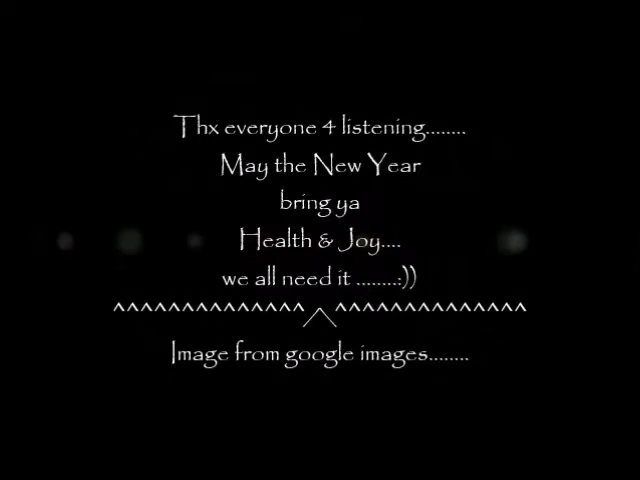 Thx everyone 4 listening........
May the New Year
bring ya
Health & Joy....
we all need it ........:))
^^^^^^^^^^^^^^^^^^^^^^^^^^^^^
Image from google images........